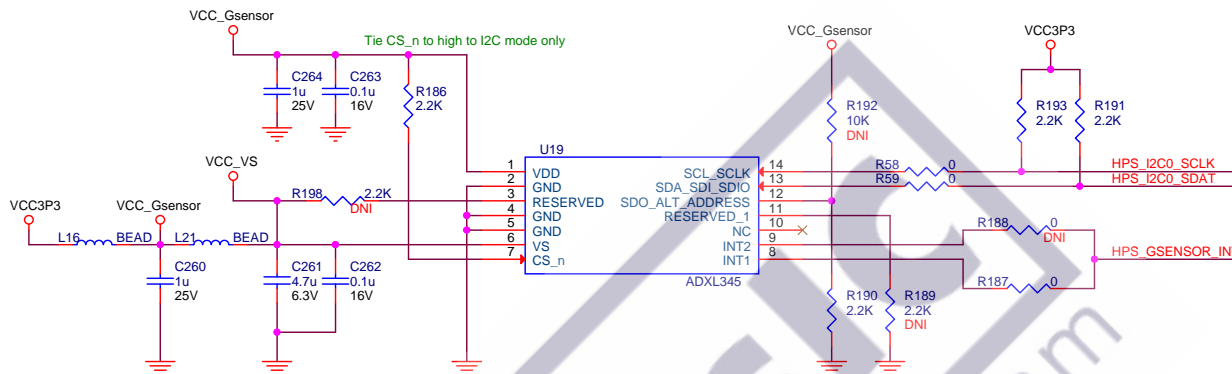 VCC_Gsensor
Tie CS_n to high to I2C mode only
VCC_Gsensor
VCC3P3
C264
1u
25V
C263
0.1u
16V
R186
2.2K
R192
10K
DNI
R193
2.2K
R191
2.2K
VCC_VS
U19
1 VDD
2 GND
3 RESERVED
4 GND
5 GND
6 VS
7 CS_n
SCL_SCLK 14
SDA_SDI_SDIO 13
SDO_ALT_ADDRESS 12
RESERVED_1 11
NC 10
INT2 9
INT1 8
ADXL345
R58 0
R59 0
HPS_I2C0_SCLK
HPS_I2C0_SDAT
R198 2.2K
DNI
VCC3P3
VCC_Gsensor
L16 BEAD
L21 BEAD
R188 0
DNI
HPS_GSENSOR_IN
R187 0
C260
1u
25V
C261
4.7u
6.3V
C262
0.1u
16V
R190
2.2K
R189
2.2K
DNI